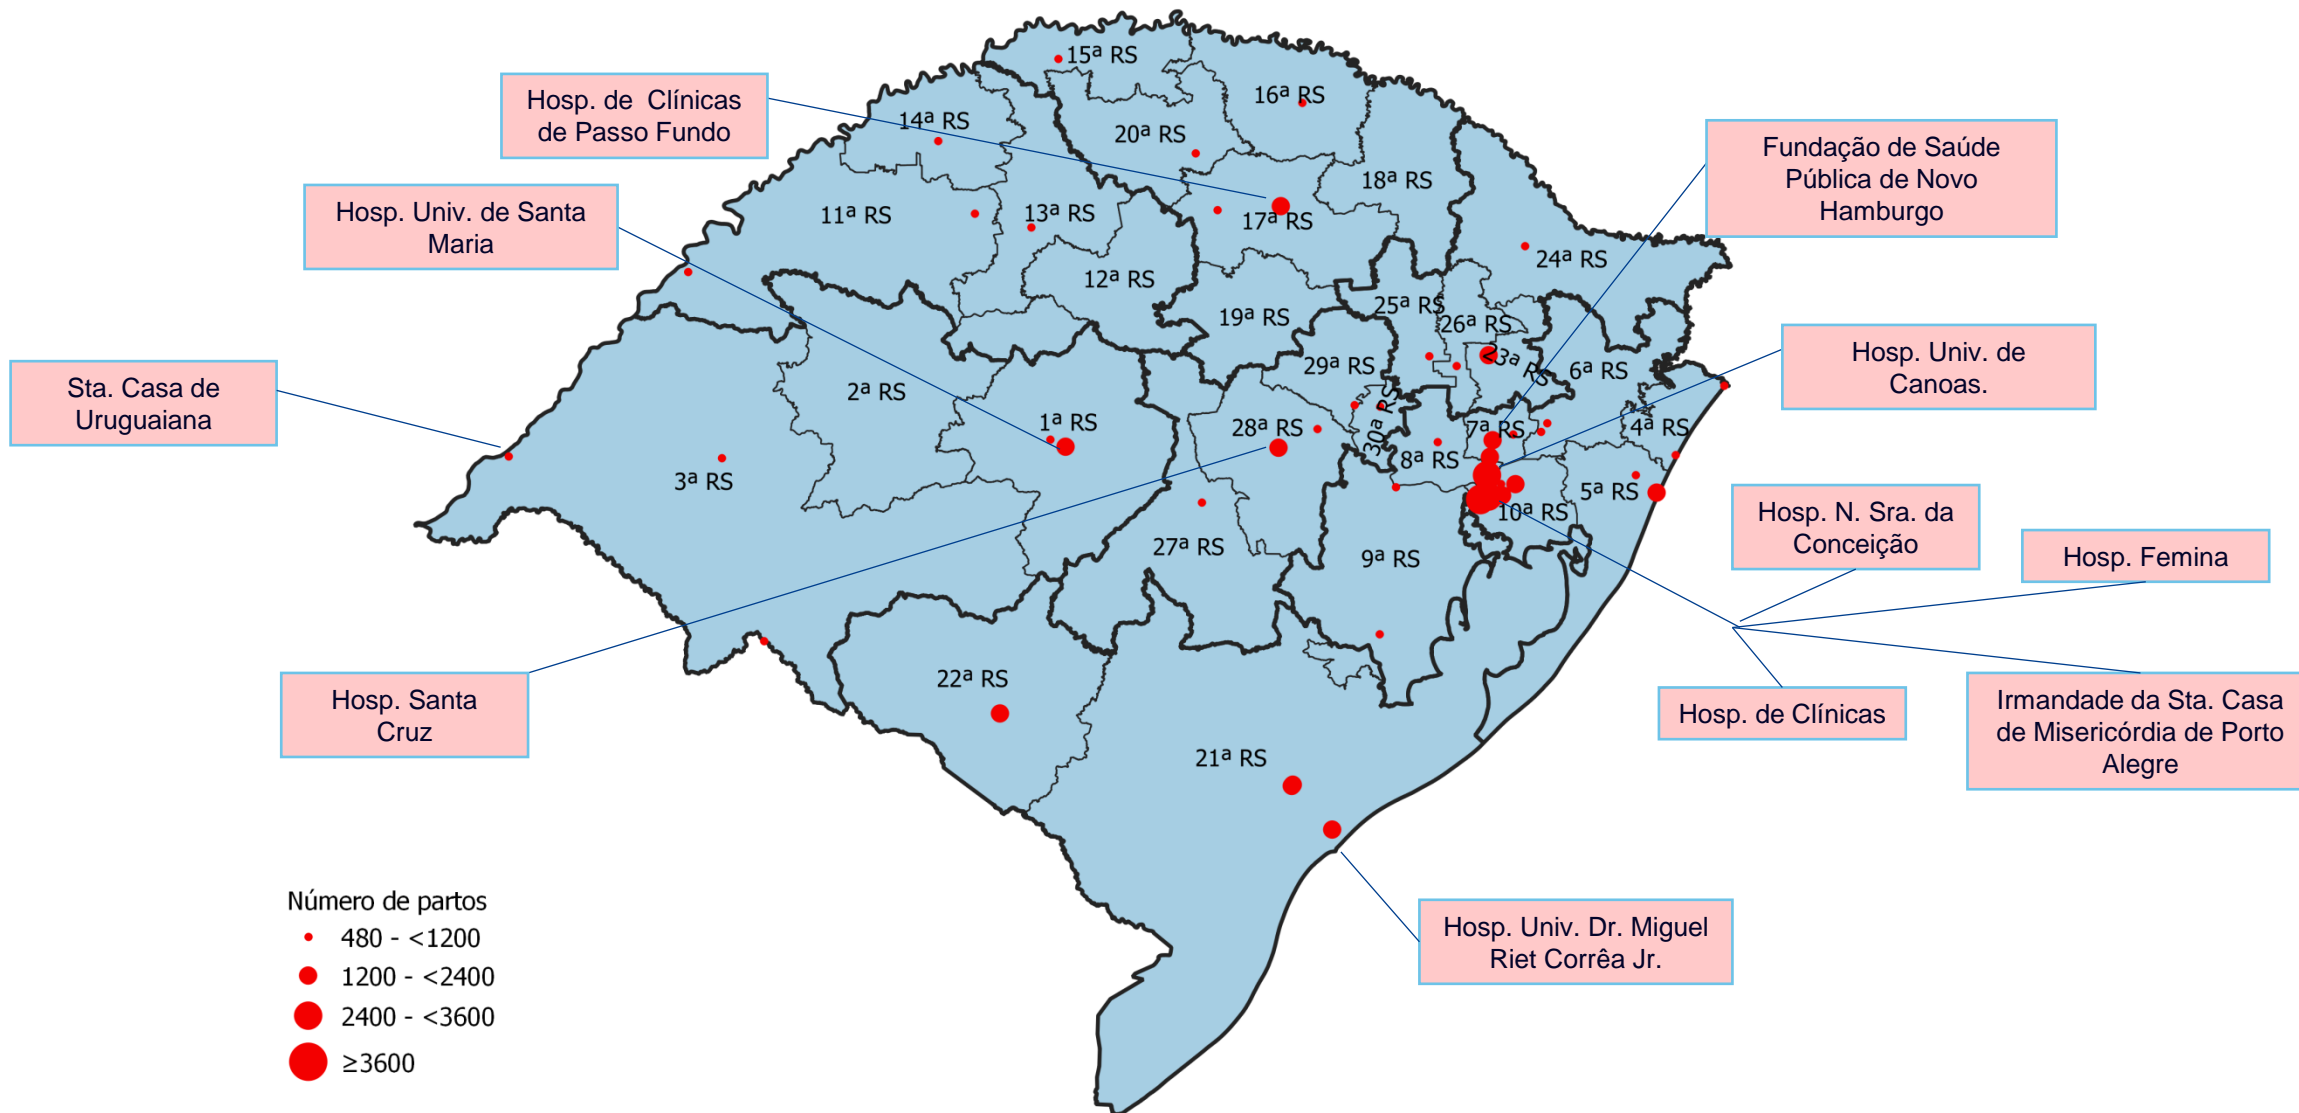 15ª RS
16ª RS
14ª RS
20ª RS
18ª RS
11ª RS
13ª RS
17ª RS
12ª RS
24ª RS
25ª RS
19ª RS
26ª RS
23ª RS
29ª RS
6ª RS
2ª RS
30ª RS
1ª RS
28ª RS
7ª RS
4ª RS
8ª RS
3ª RS
5ª RS
10ª RS
27ª RS
9ª RS
22ª RS
21ª RS
Hosp. de Clínicas
de Passo Fundo
Hosp. Univ. de Santa
Maria
Sta. Casa de
Uruguaiana
Hosp. Santa
Cruz
Fundação de Saúde
Pública de Novo
Hamburgo
Hosp. Univ. de
Canoas.
Hosp. N. Sra. da
Conceição
Hosp. Femina
Hosp. de Clínicas
Irmandade da Sta. Casa
de Misericórdia de Porto
Alegre
Hosp. Univ. Dr. Miguel
Riet Corrêa Jr.
Número de partos
480 - <1200
1200 - <2400
2400 - <3600
≥3600